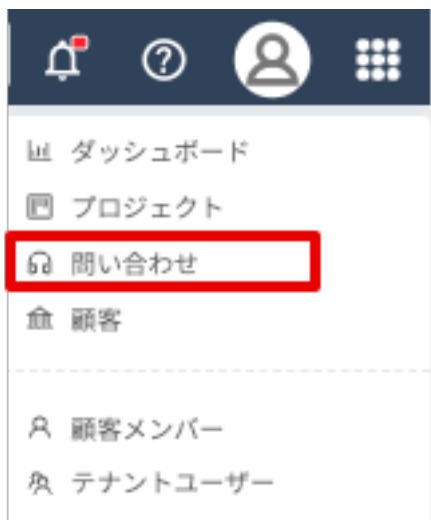 ダッシュボード
プロジェクト
問い合わせ
顧客
顧客メンバー
テナントユーザー